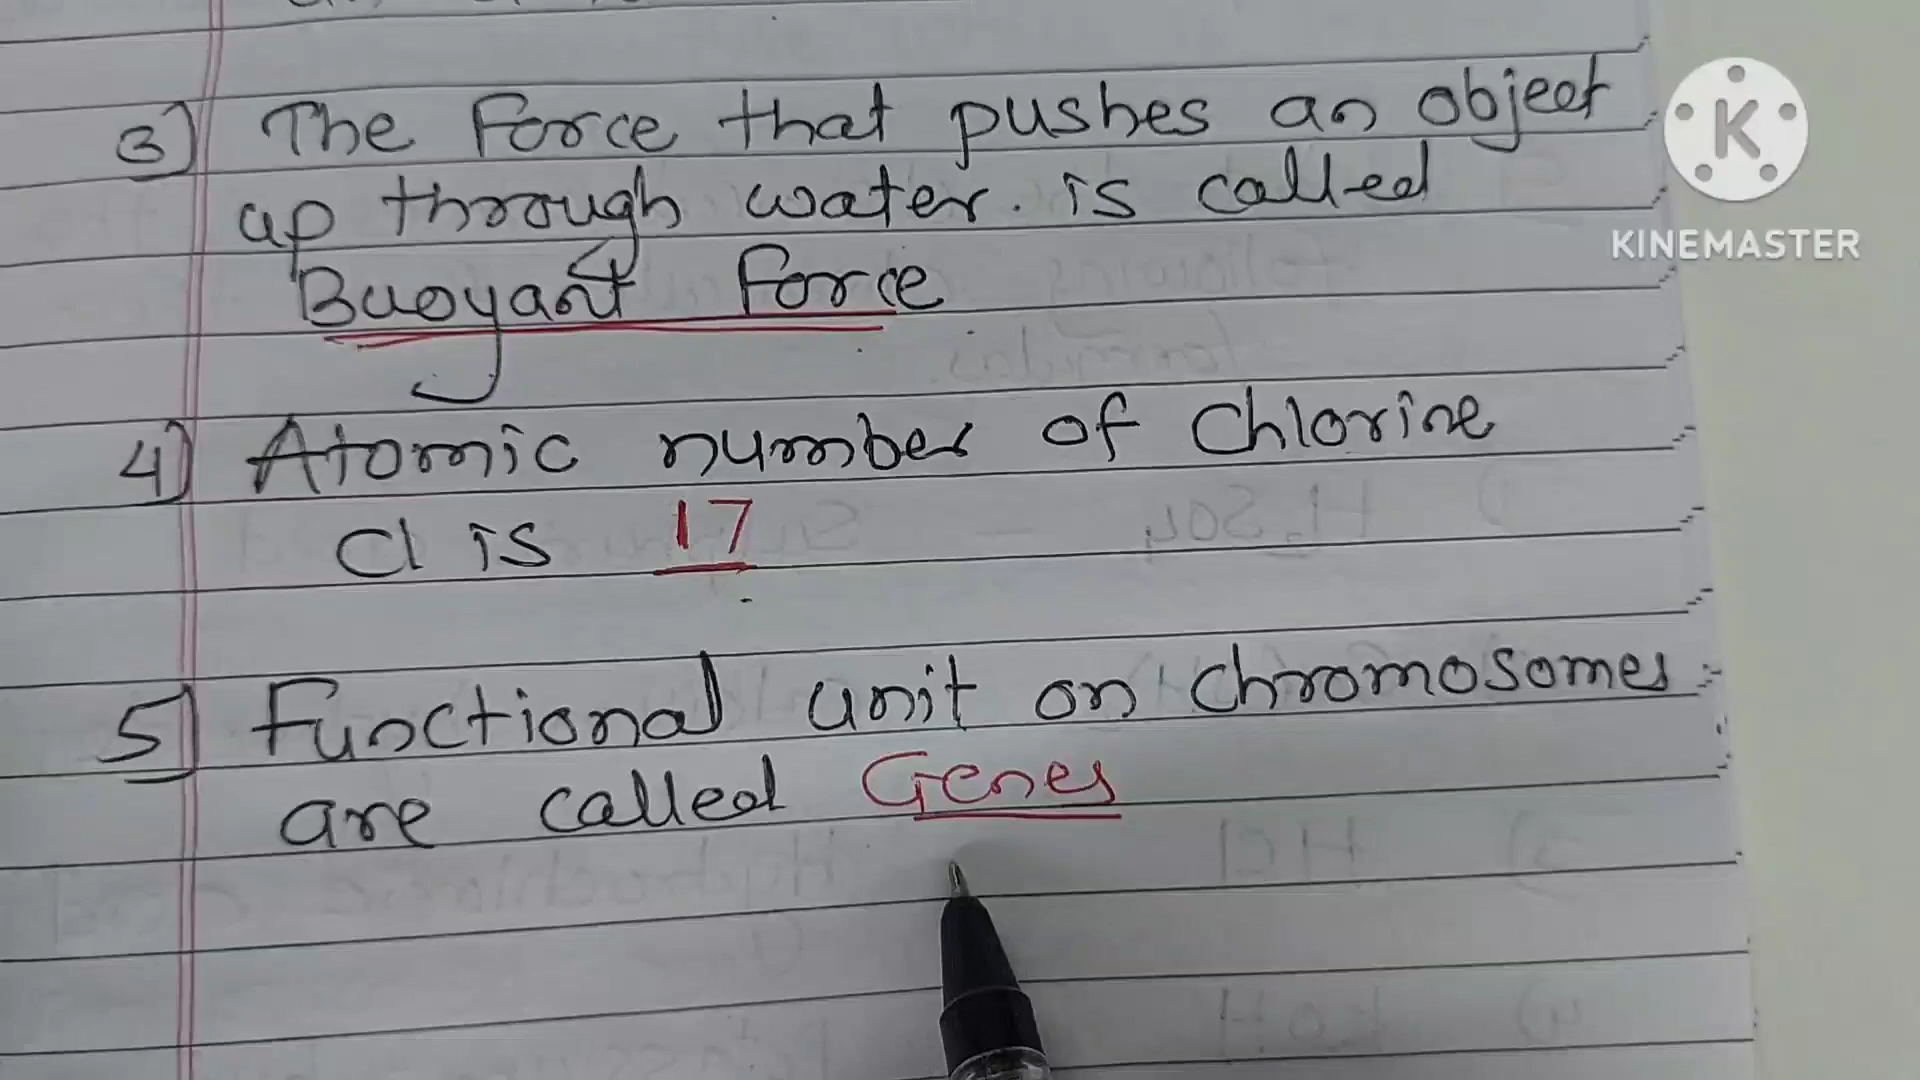 3) The Force that pushes an object
up through water. is called
Buoyant Force
4) Atomic number of Chlorine
Cl is 17
5) Functional unit on Chromosomes
are called Genes
K
KINEMASTER